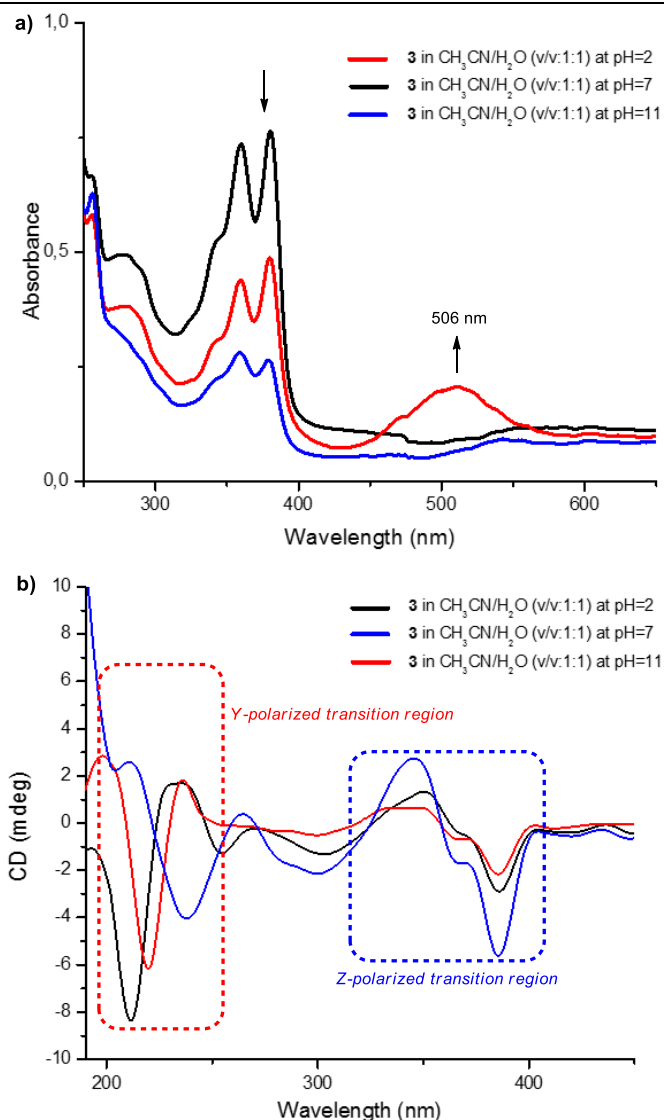 a)
1,0
0,5
0,0
Absorbance
3 in CH₃CN/H₂O (v/v:1:1) at pH=2
3 in CH₃CN/H₂O (v/v:1:1) at pH=7
3 in CH₃CN/H₂O (v/v:1:1) at pH=11
506 nm
300 400 500 600
Wavelength (nm)
b)
10
8
6
4
2
0
-2
-4
-6
-8
-10
CD (mdeg)
3 in CH₃CN/H₂O (v/v:1:1) at pH=2
3 in CH₃CN/H₂O (v/v:1:1) at pH=7
3 in CH₃CN/H₂O (v/v:1:1) at pH=11
Y-polarized transition region
Z-polarized transition region
200 300 400
Wavelength (nm)